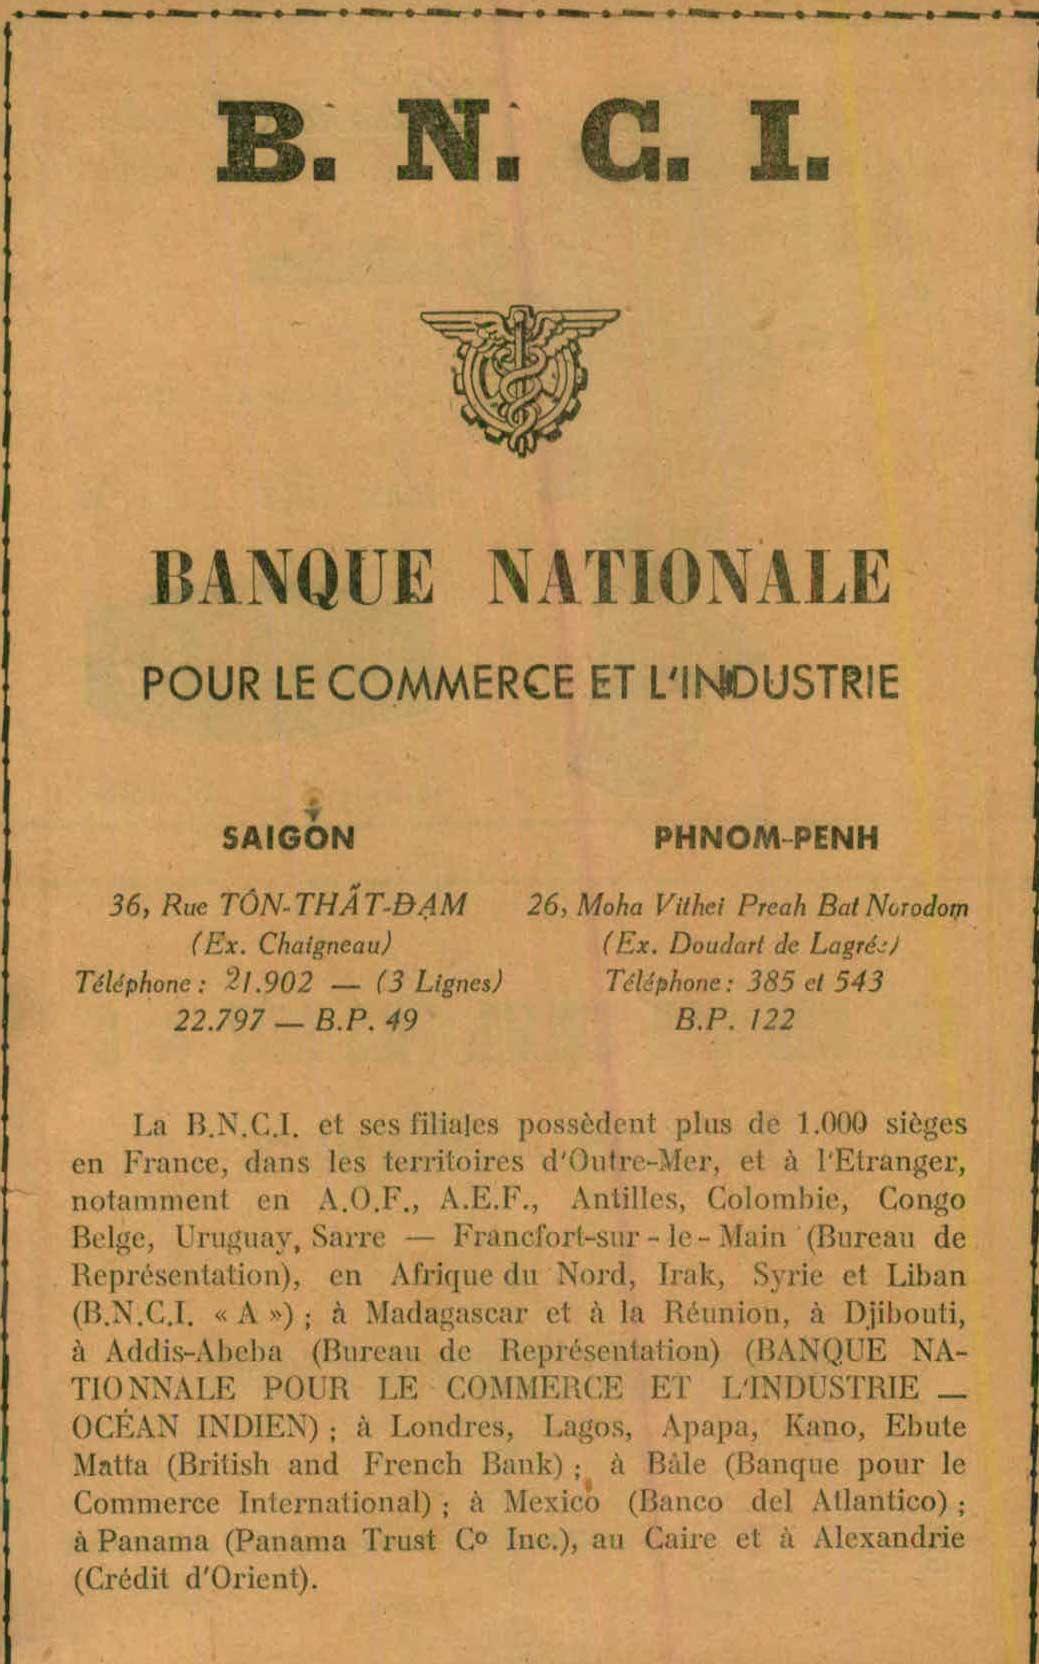 B. N. C. I.
BANQUE NATIONALE
POUR LE COMMERCE ET L'INDUSTRIE
SAIGON
36, Rue TÔN-THẤT-ĐẠM
(Ex. Chaigneau)
Téléphone : 21.902 — (3 Lignes)
22.797 — B.P. 49
PHNOM-PENH
26, Moha Vithei Preah Bat Norodom
(Ex. Doudart de Lagrée)
Téléphone : 385 et 543
B.P. 122
La B.N.C.I. et ses filiales possèdent plus de 1.000 sièges
en France, dans les territoires d'Outre-Mer, et à l'Etranger,
notamment en A.O.F., A.E.F., Antilles, Colombie, Congo
Belge, Uruguay, Sarre — Francfort-sur-le-Main (Bureau de
Représentation), en Afrique du Nord, Irak, Syrie et Liban
(B.N.C.I. « A ») ; à Madagascar et à la Réunion, à Djibouti,
à Addis-Abeba (Bureau de Représentation) (BANQUE NA-
TIONNALE POUR LE COMMERCE ET L'INDUSTRIE —
OCÉAN INDIEN) ; à Londres, Lagos, Apapa, Kano, Ebute
Matta (British and French Bank) ; à Bâle (Banque pour le
Commerce International) ; à Mexico (Banco del Atlantico) ;
à Panama (Panama Trust Cº Inc.), au Caire et à Alexandrie
(Crédit d'Orient).